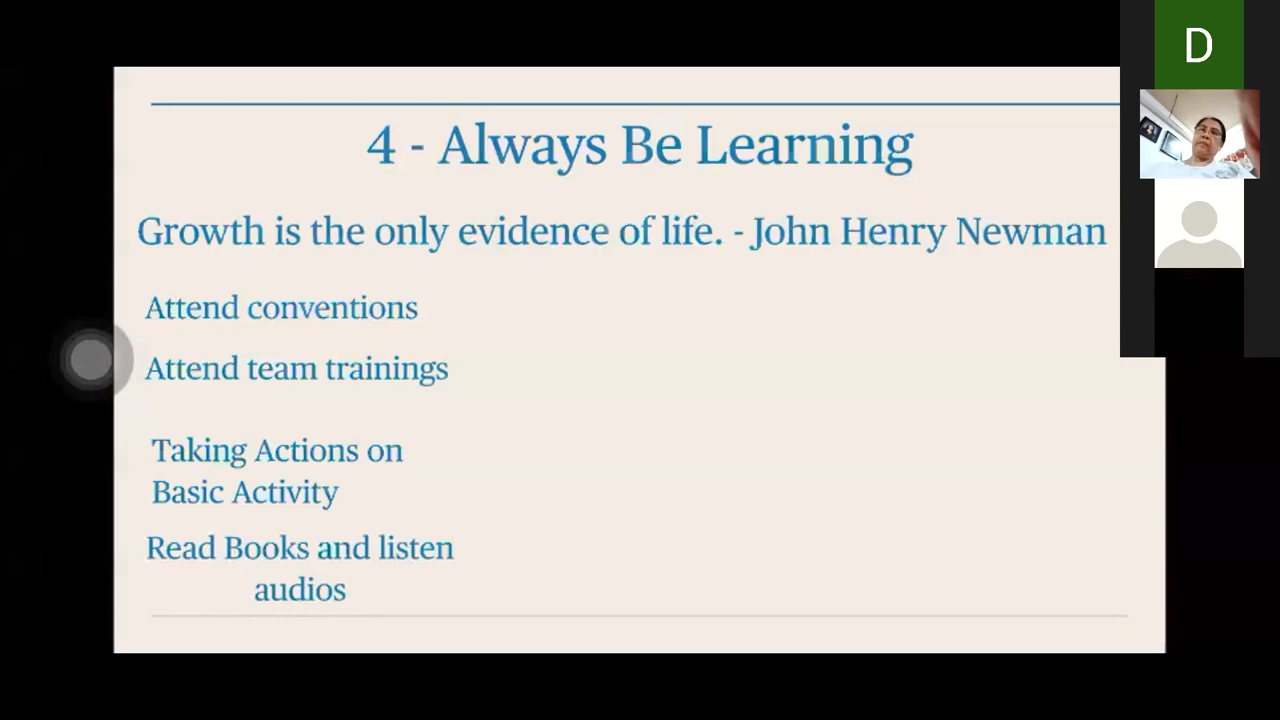 4 - Always Be Learning
Growth is the only evidence of life. - John Henry Newman
Attend conventions
Attend team trainings
Taking Actions on
Basic Activity
Read Books and listen
audios
D